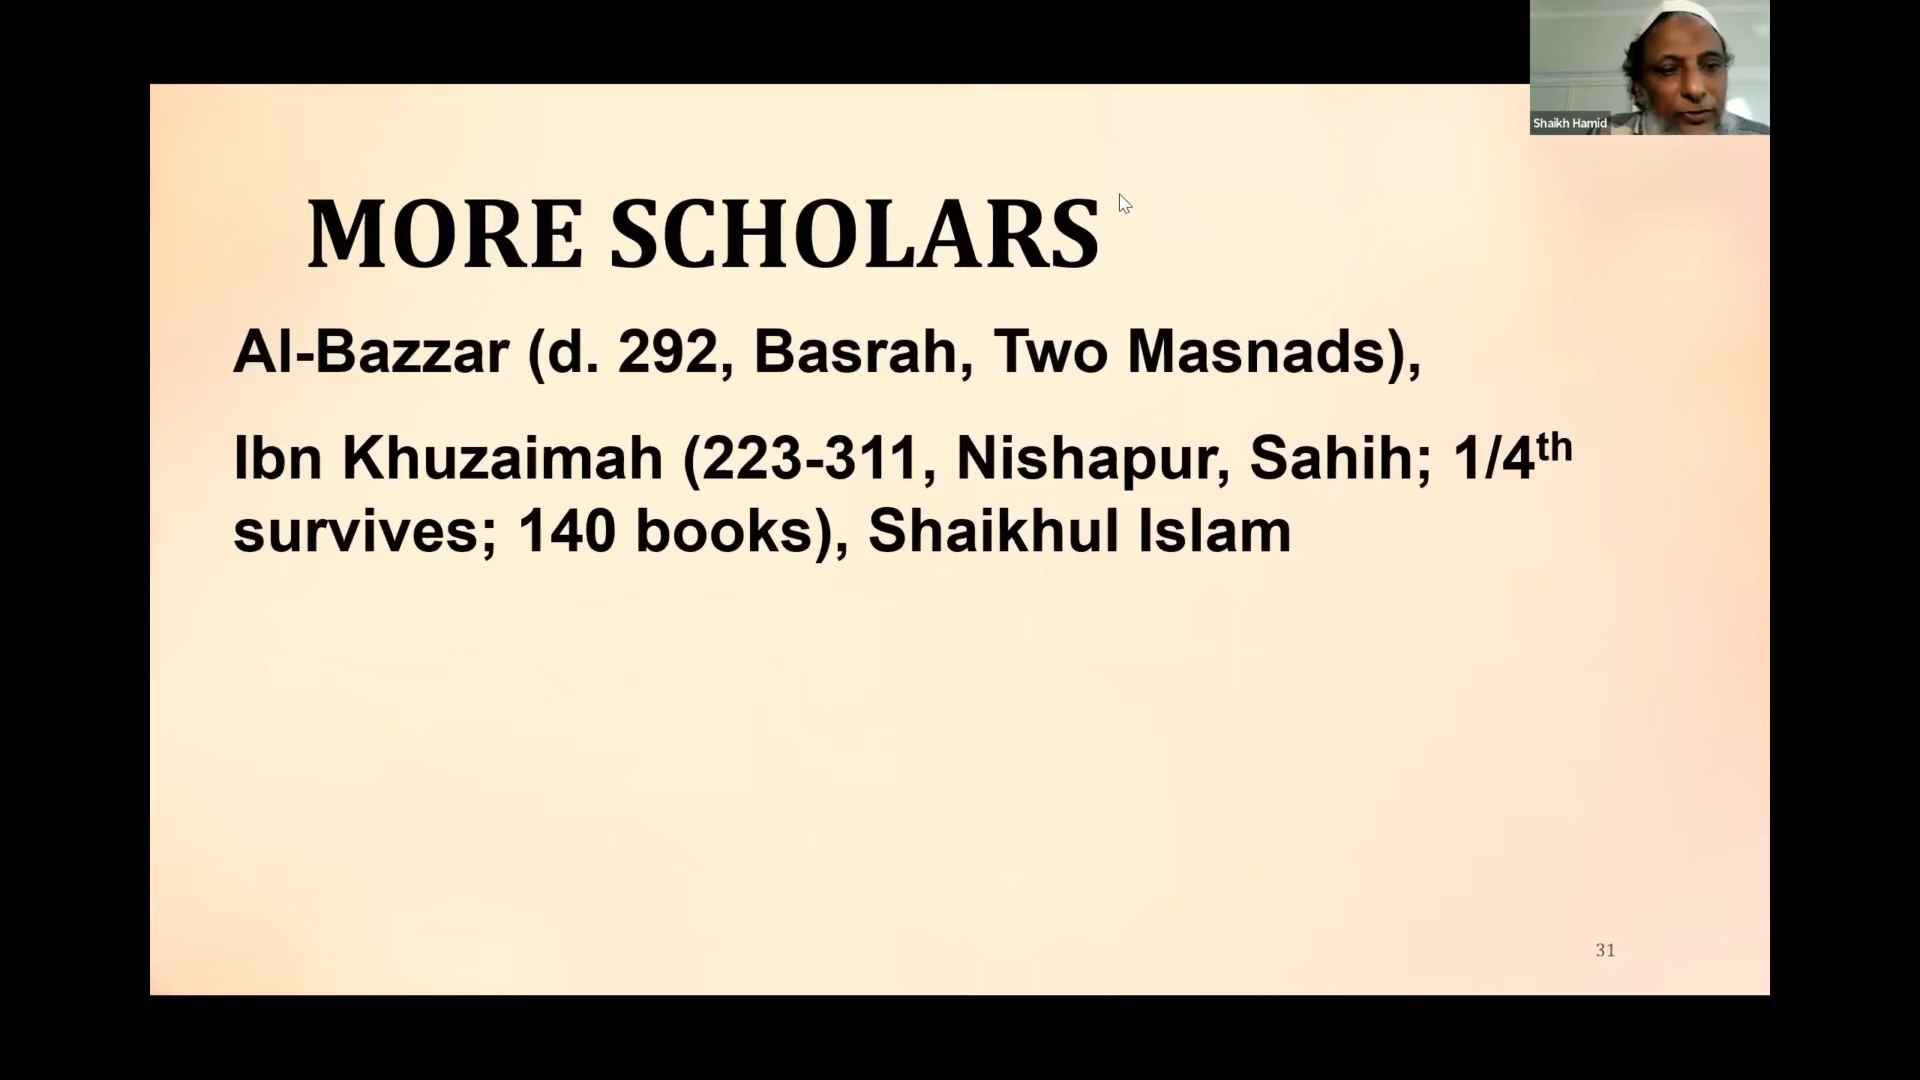 Shaikh Hamid
MORE SCHOLARS
Al-Bazzar (d. 292, Basrah, Two Masnads),
Ibn Khuzaimah (223-311, Nishapur, Sahih; 1/4th
survives; 140 books), Shaikhul Islam
31